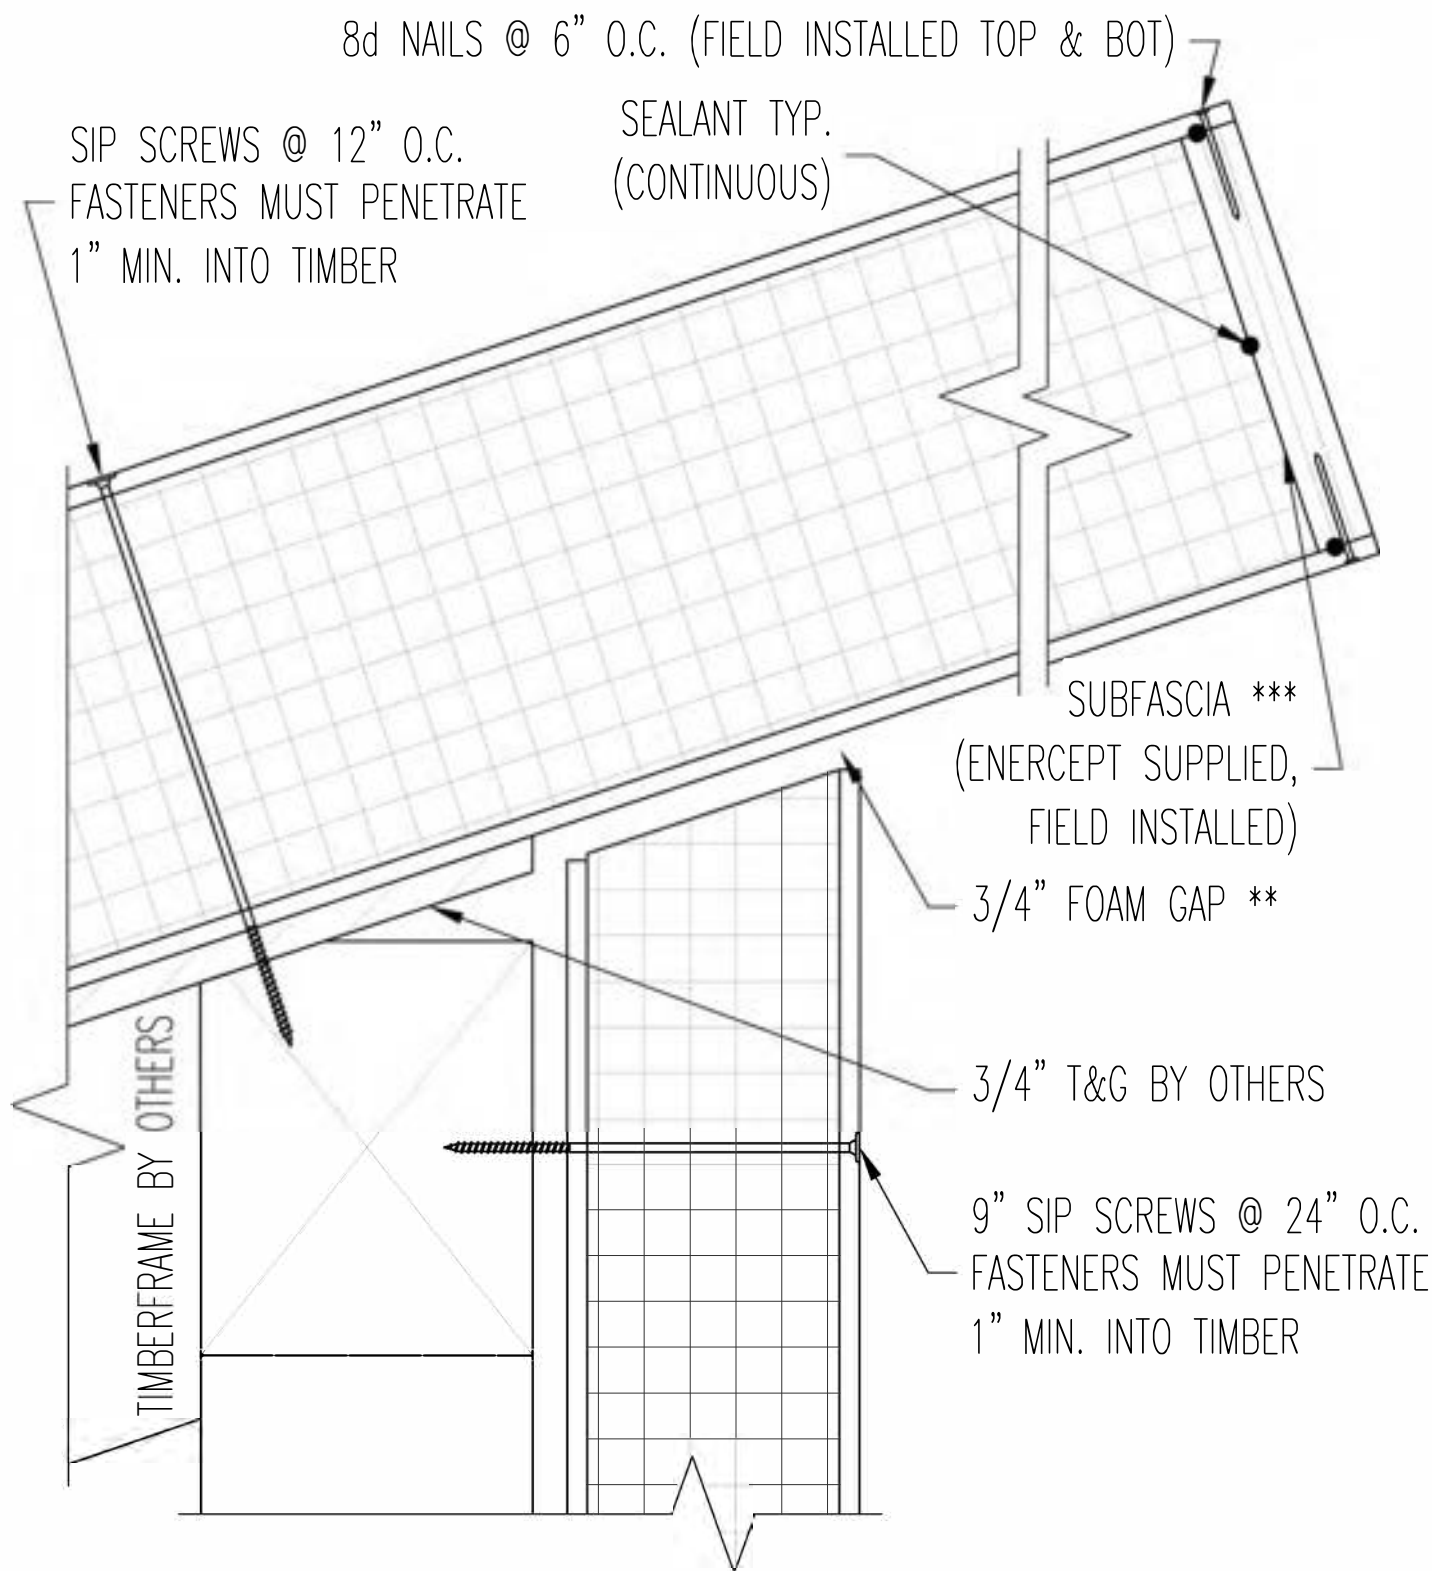 8d NAILS @ 6" O.C. (FIELD INSTALLED TOP & BOT)
SEALANT TYP.
(CONTINUOUS)
SIP SCREWS @ 12" O.C.
FASTENERS MUST PENETRATE
1" MIN. INTO TIMBER
SUBFASCIA ***
(ENERCEPT SUPPLIED,
FIELD INSTALLED)
3/4" FOAM GAP **
3/4" T&G BY OTHERS
TIMBERFRAME BY OTHERS
9" SIP SCREWS @ 24" O.C.
FASTENERS MUST PENETRATE
1" MIN. INTO TIMBER